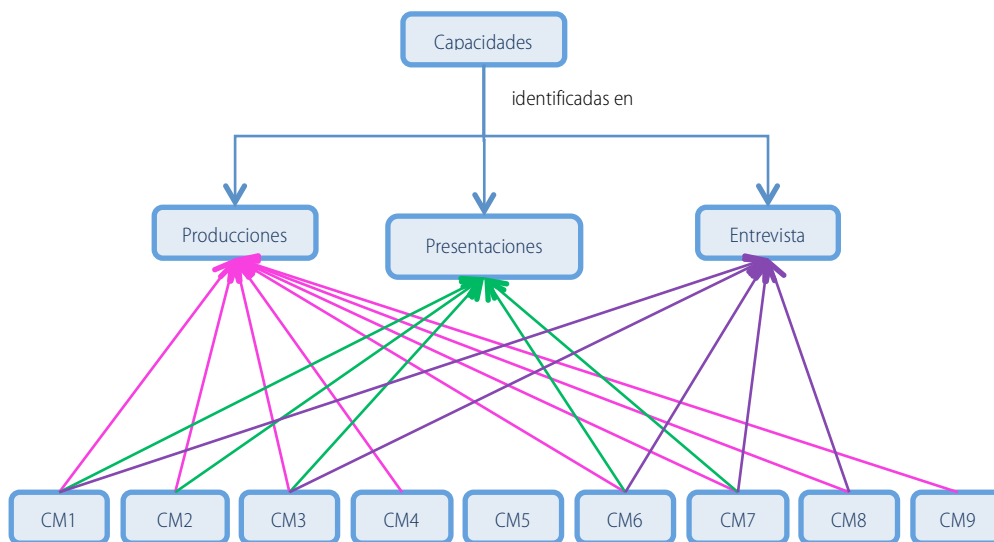 Capacidades
identificadas en
Producciones
Presentaciones
Entrevista
CM1
CM2
CM3
CM4
CM5
CM6
CM7
CM8
CM9